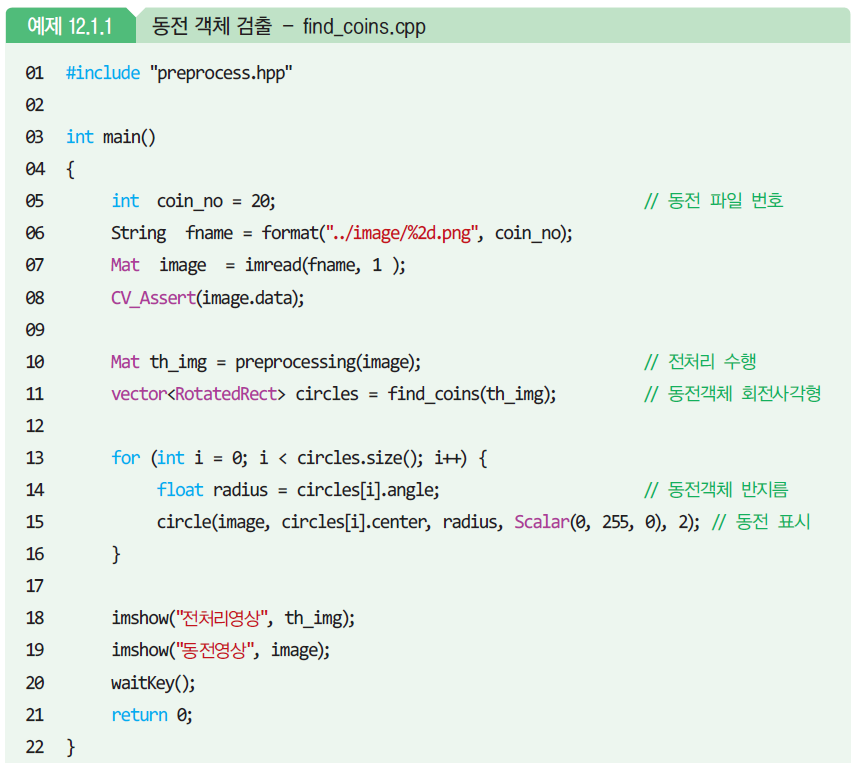 예제 12.1.1 동전 객체 검출 - find_coins.cpp
01 #include "preprocess.hpp"
02
03 int main()
04 {
05 int coin_no = 20; // 동전 파일 번호
06 String fname = format("../image/%2d.png", coin_no);
07 Mat image = imread(fname, 1 );
08 CV_Assert(image.data);
09
10 Mat th_img = preprocessing(image); // 전처리 수행
11 vector<RotatedRect> circles = find_coins(th_img); // 동전객체 회전사각형
12
13 for (int i = 0; i < circles.size(); i++) {
14 float radius = circles[i].angle; // 동전객체 반지름
15 circle(image, circles[i].center, radius, Scalar(0, 255, 0), 2); // 동전 표시
16 }
17
18 imshow("전처리영상", th_img);
19 imshow("동전영상", image);
20 waitKey();
21 return 0;
22 }